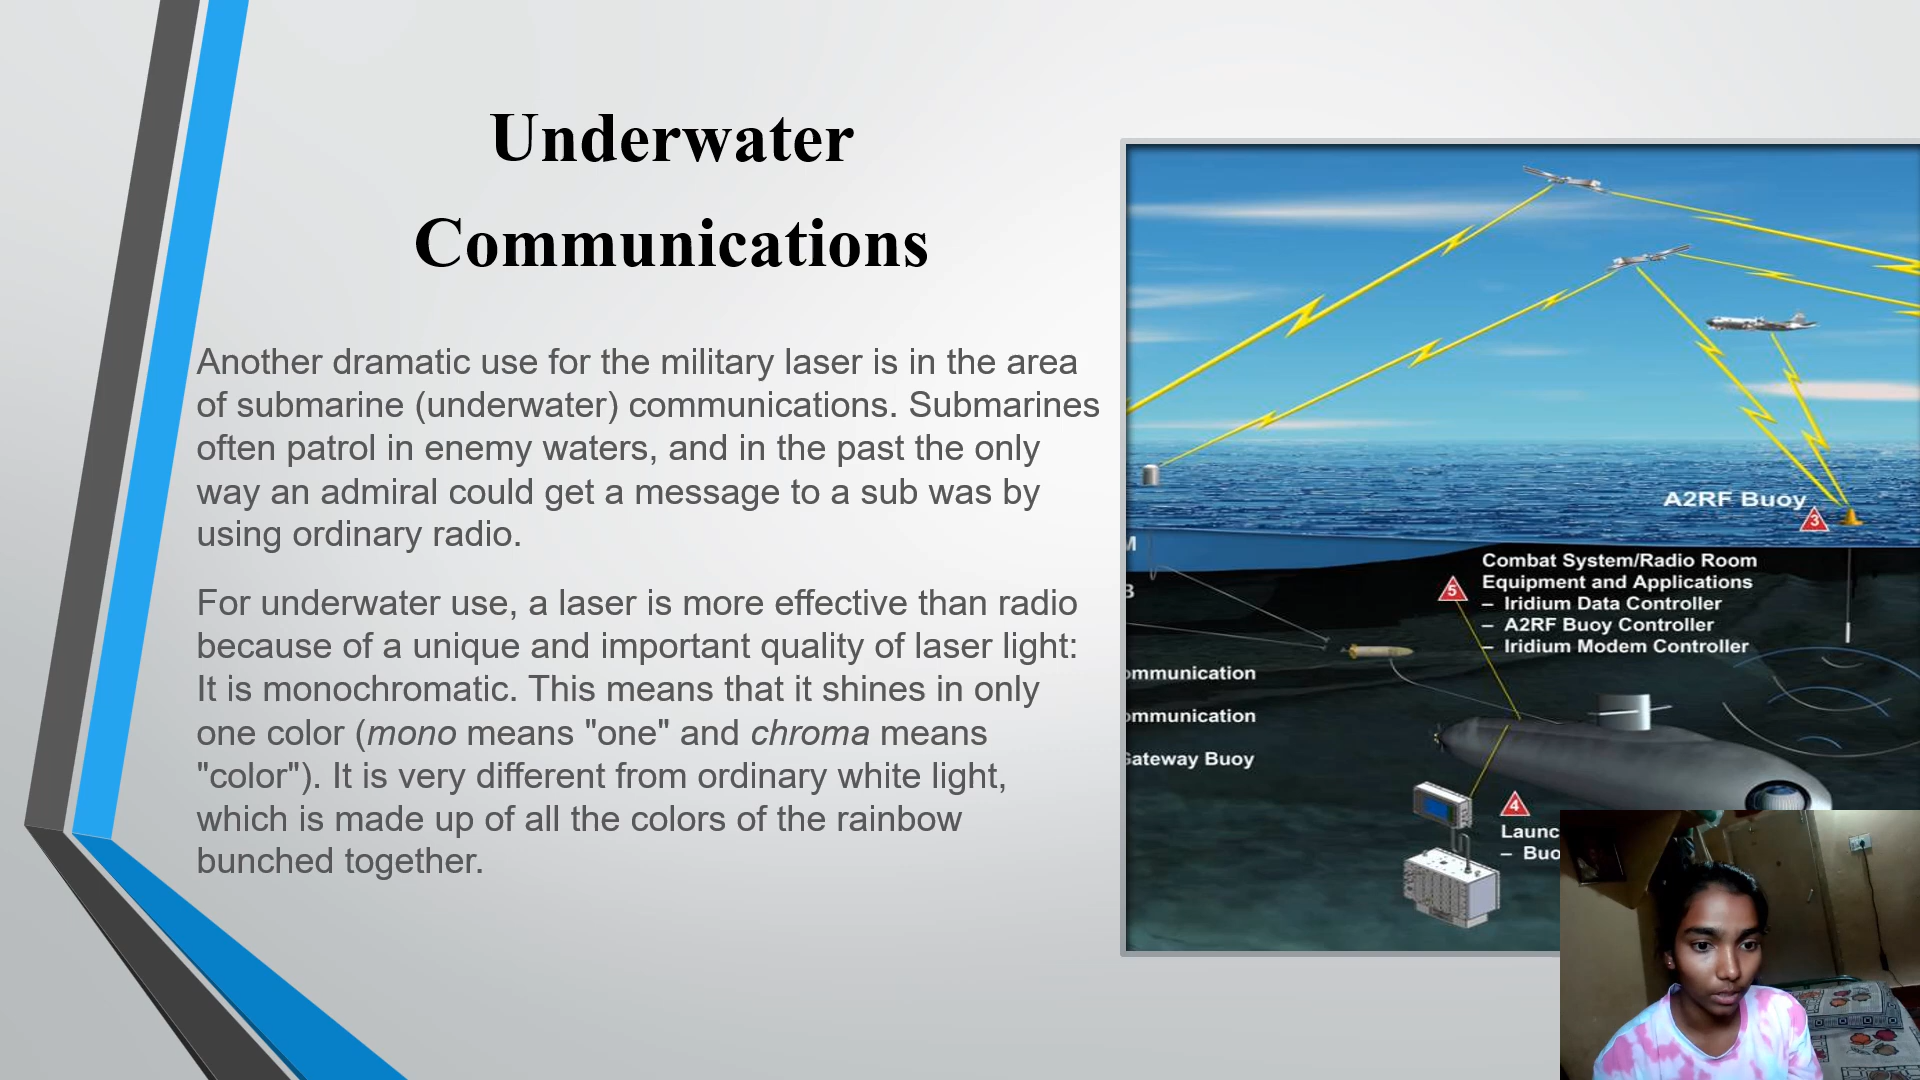 Underwater
Communications
Another dramatic use for the military laser is in the area
of submarine (underwater) communications. Submarines
often patrol in enemy waters, and in the past the only
way an admiral could get a message to a sub was by
using ordinary radio.
For underwater use, a laser is more effective than radio
because of a unique and important quality of laser light:
It is monochromatic. This means that it shines in only
one color (mono means "one" and chroma means
"color"). It is very different from ordinary white light,
which is made up of all the colors of the rainbow
bunched together.
A2RF Buoy
3
Combat System/Radio Room
Equipment and Applications
– Iridium Data Controller
– A2RF Buoy Controller
– Iridium Modem Controller
5
ommunication
ommunication
Gateway Buoy
4
Launc
– Buo